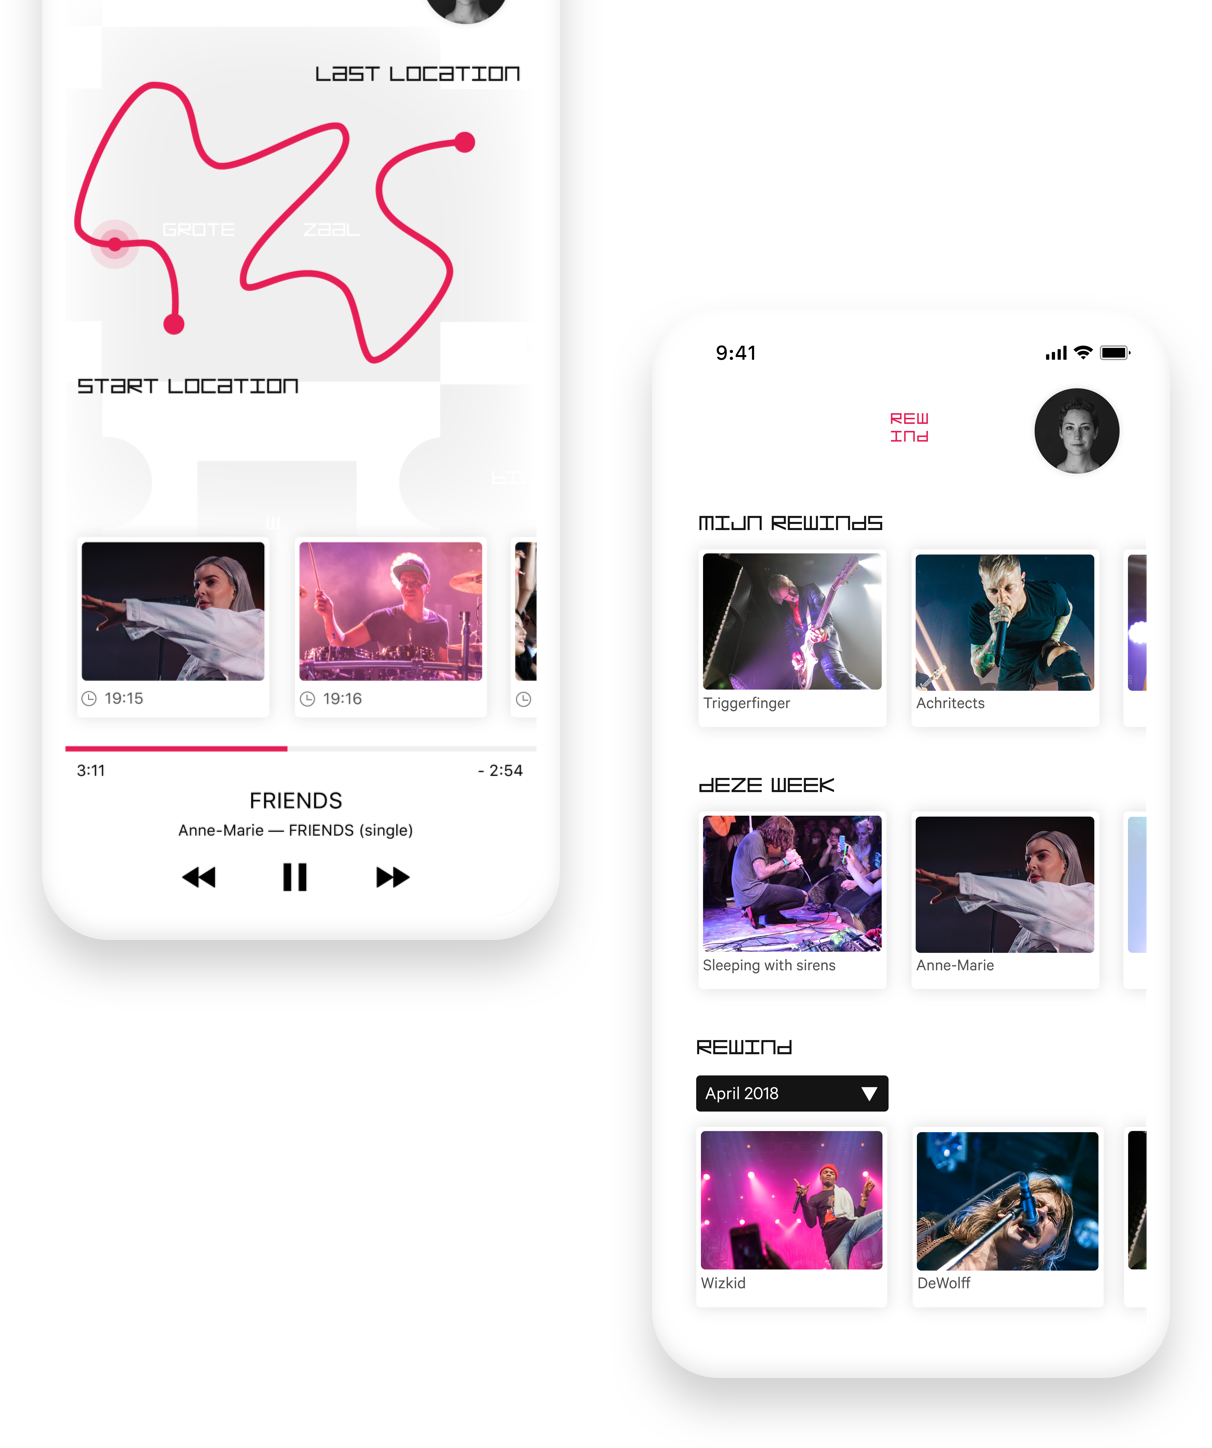 LAST LOCATION
GROTE ZAAL
START LOCATION
19:15
19:16
3:11
- 2:54
FRIENDS
Anne-Marie — FRIENDS (single)
9:41
REW
IND
MIJN REWINDS
Triggerfinger
Achritects
DEZE WEEK
Sleeping with sirens
Anne-Marie
REWIND
April 2018
Wizkid
DeWolff